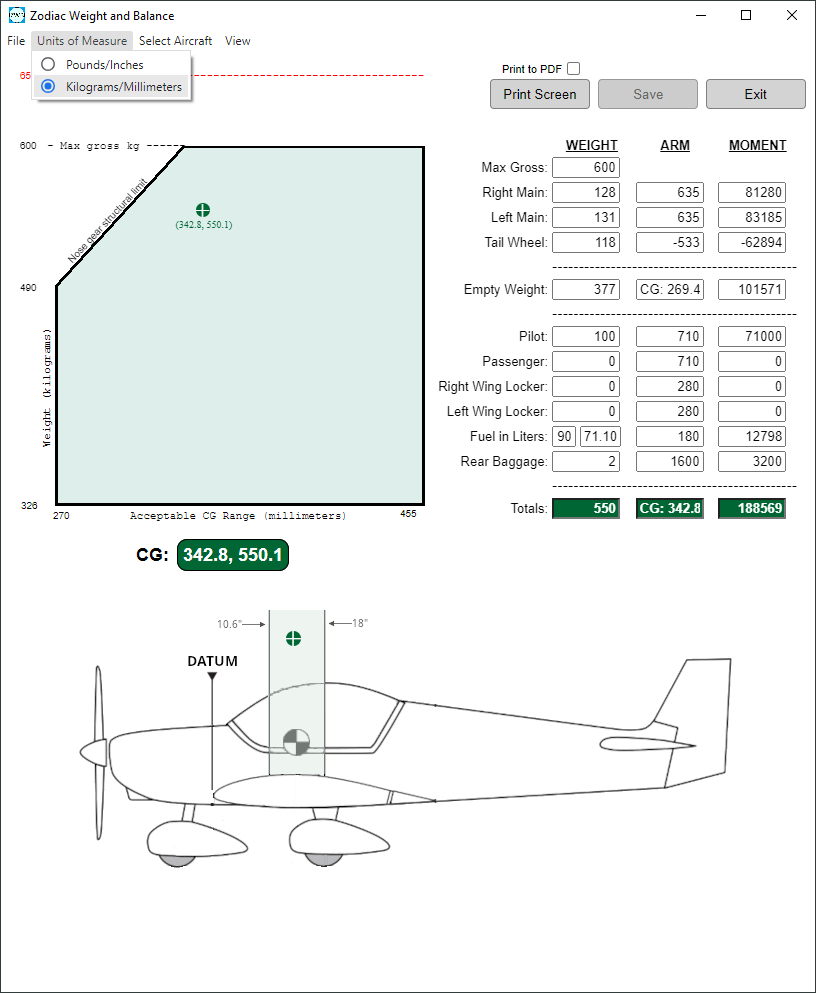 Zodiac Weight and Balance
File Units of Measure Select Aircraft View
Pounds/Inches
Kilograms/Millimeters
65
Print to PDF
Print Screen Save Exit
600 - Max gross kg -----
Nose gear structural limit
(342.8, 550.1)
490
Weight (kilograms)
326
270 Acceptable CG Range (millimeters) 455
WEIGHT ARM MOMENT
Max Gross: 600
Right Main: 128 635 81280
Left Main: 131 635 83185
Tail Wheel: 118 -533 -62894
Empty Weight: 377 CG: 269.4 101571
Pilot: 100 710 71000
Passenger: 0 710 0
Right Wing Locker: 0 280 0
Left Wing Locker: 0 280 0
Fuel in Liters: 90 71.10 180 12798
Rear Baggage: 2 1600 3200
Totals: 550 CG: 342.8 188569
CG: 342.8, 550.1
10.6" 18"
DATUM